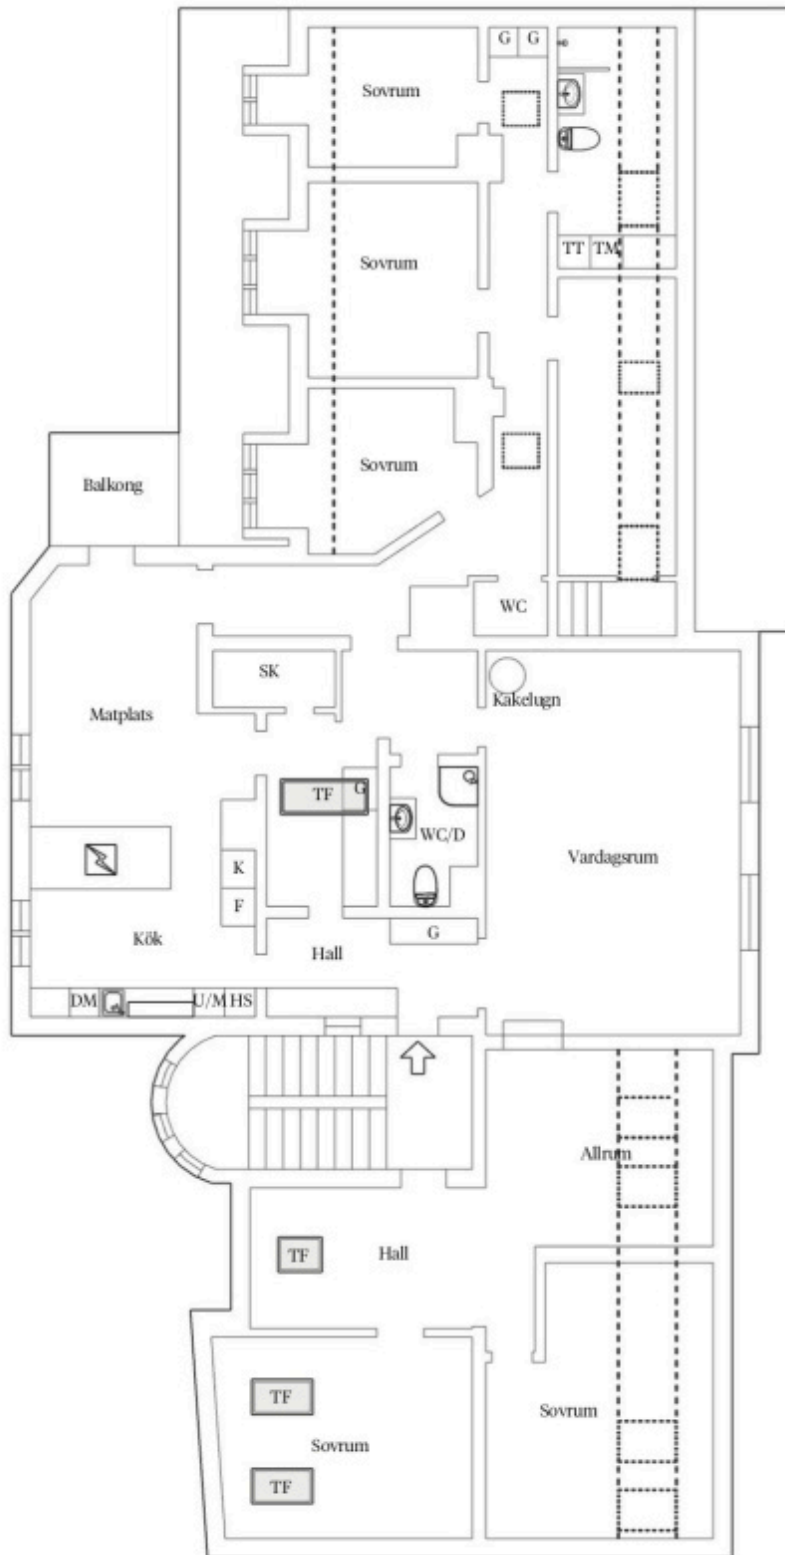 G G
Sovrum
Sovrum
TT TM
Sovrum
Balkong
WC
SK
Kakelugn
Matplats
TF G
WC/D
Vardagsrum
K
F
Kök
Hall
G
DM U/M HS
Allrum
TF
Hall
TF
Sovrum
Sovrum
TF